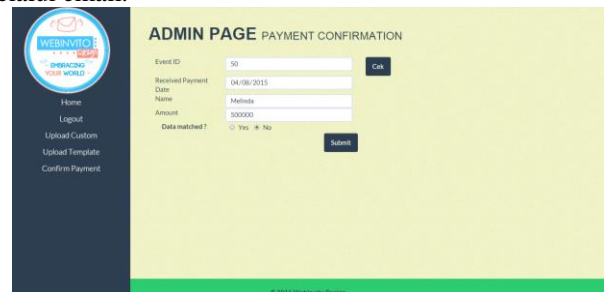 WEBINVITO
EMBRACING
YOUR WORLD
Home
Logout
Upload Custom
Upload Template
Confirm Payment
ADMIN PAGE PAYMENT CONFIRMATION
Event ID 50 Cek
Received Payment
Date 04/08/2015
Name Melinda
Amount 500000
Data matched ? Yes No
Submit